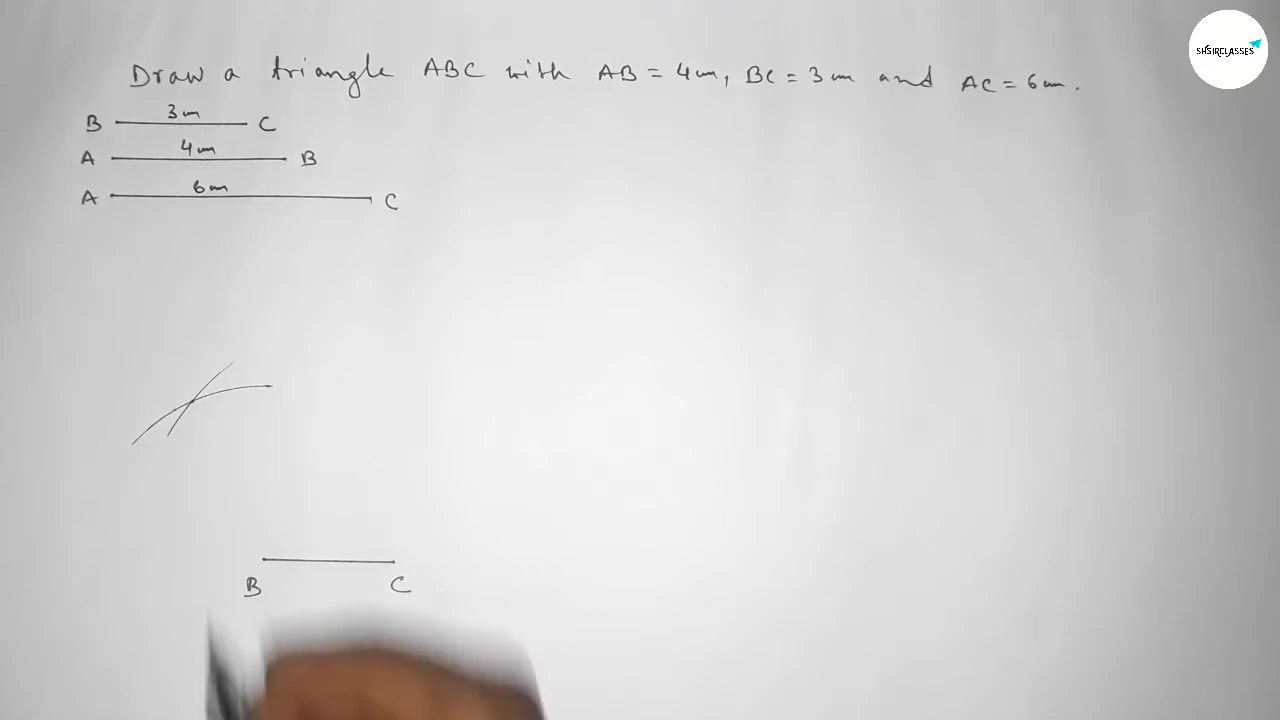 SHSIRCLASSES
Draw a triangle ABC with AB = 4cm, BC = 3cm and AC = 6cm.
B 3cm C
A 4cm B
A 6cm C
B C